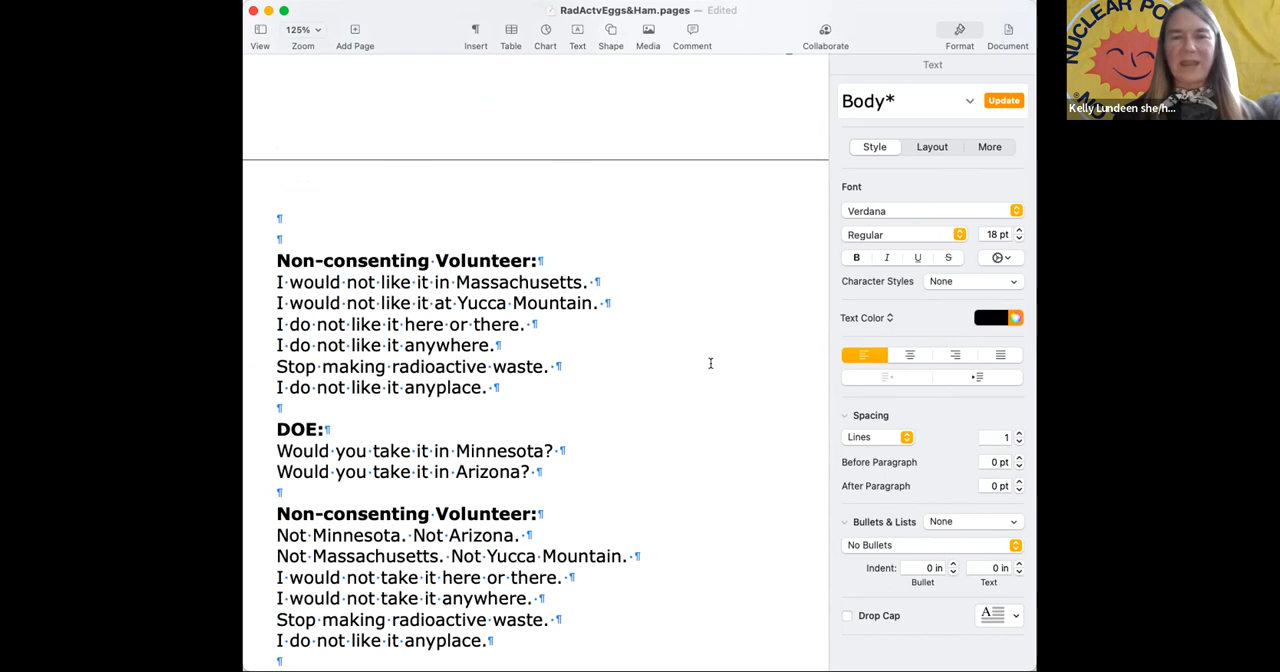 RadActvEggs&Ham.pages — Edited
125%
View Zoom Add Page Insert Table Chart Text Shape Media Comment Collaborate Format Document
Text
Body* Update
Style Layout More
Font
Verdana
Regular 18 pt
B I U S
Character Styles None
Text Color
Spacing
Lines 1
Before Paragraph 0 pt
After Paragraph 0 pt
Bullets & Lists None
No Bullets
Indent: 0 in 0 in
Bullet Text
Drop Cap
Non-consenting Volunteer:
I would not like it in Massachusetts.
I would not like it at Yucca Mountain.
I do not like it here or there.
I do not like it anywhere.
Stop making radioactive waste.
I do not like it anyplace.
DOE:
Would you take it in Minnesota?
Would you take it in Arizona?
Non-consenting Volunteer:
Not Minnesota. Not Arizona.
Not Massachusetts. Not Yucca Mountain.
I would not take it here or there.
I would not take it anywhere.
Stop making radioactive waste.
I do not like it anyplace.
NUCLEAR
Kelly Lundeen she/h...